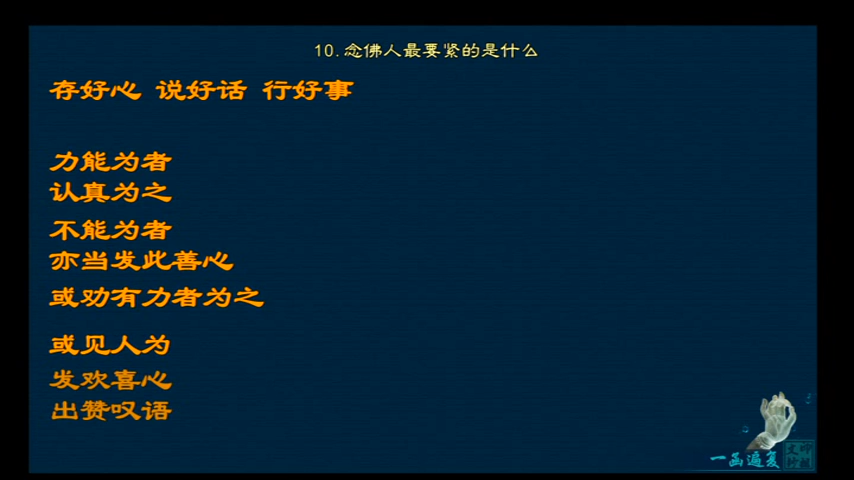 10.念佛人最要紧的是什么
存好心 说好话 行好事
力能为者
认真为之
不能为者
亦当发此善心
或劝有力者为之
或见人为
发欢喜心
出赞叹语
一函遍复